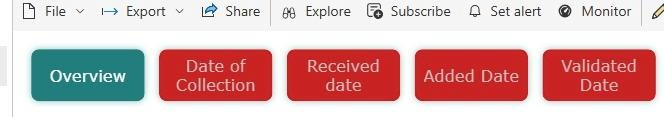 File Export Share Explore Subscribe Set alert Monitor
Overview
Date of
Collection
Received
date
Added Date
Validated
Date